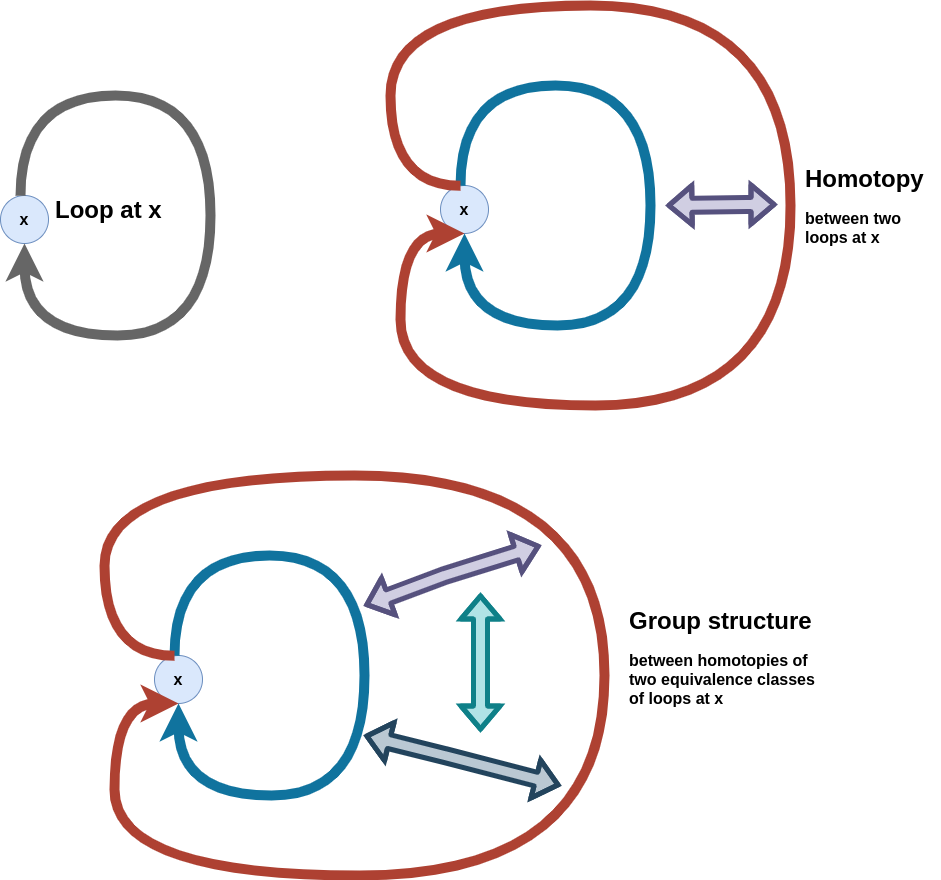 x
Loop at x
x
Homotopy
between two
loops at x
x
Group structure
between homotopies of
two equivalence classes
of loops at x